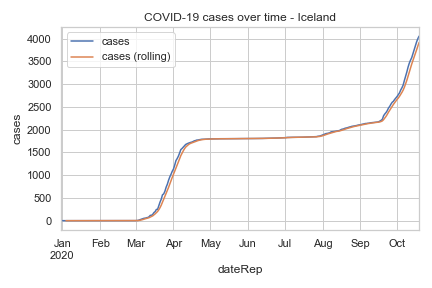 COVID-19 cases over time - Iceland
cases
cases (rolling)
4000
3500
3000
2500
2000
1500
1000
500
0
cases
Jan Feb Mar Apr May Jun Jul Aug Sep Oct
2020
dateRep